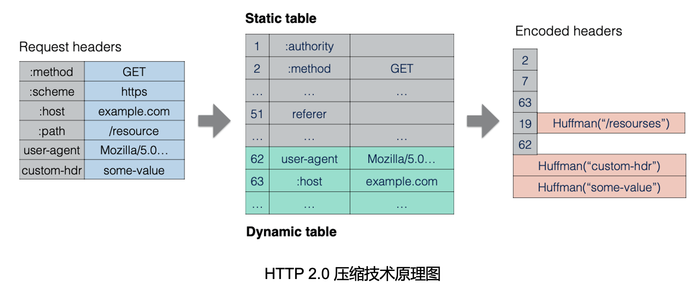 Static table
Request headers
Encoded headers
:method GET
:scheme https
:host example.com
:path /resource
user-agent Mozilla/5.0…
custom-hdr some-value
1 :authority
2 :method GET
… … …
51 referer
… … …
62 user-agent Mozilla/5.0…
63 :host example.com
… … …
Dynamic table
2
7
63
19 Huffman(“/resourses”)
62
Huffman(“custom-hdr”)
Huffman(“some-value”)
HTTP 2.0 压缩技术原理图